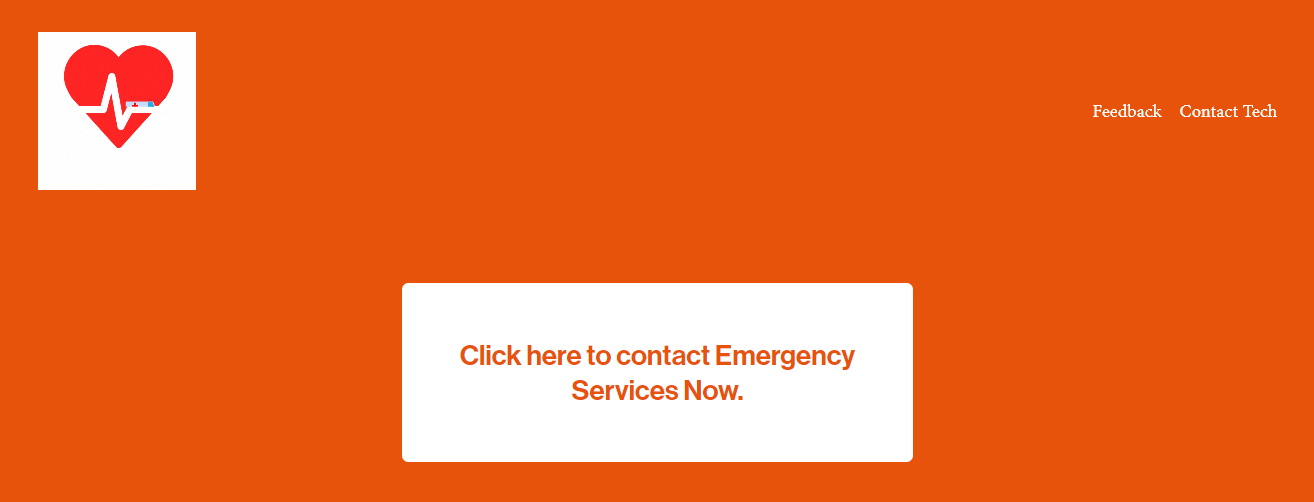 Feedback Contact Tech
Click here to contact Emergency
Services Now.